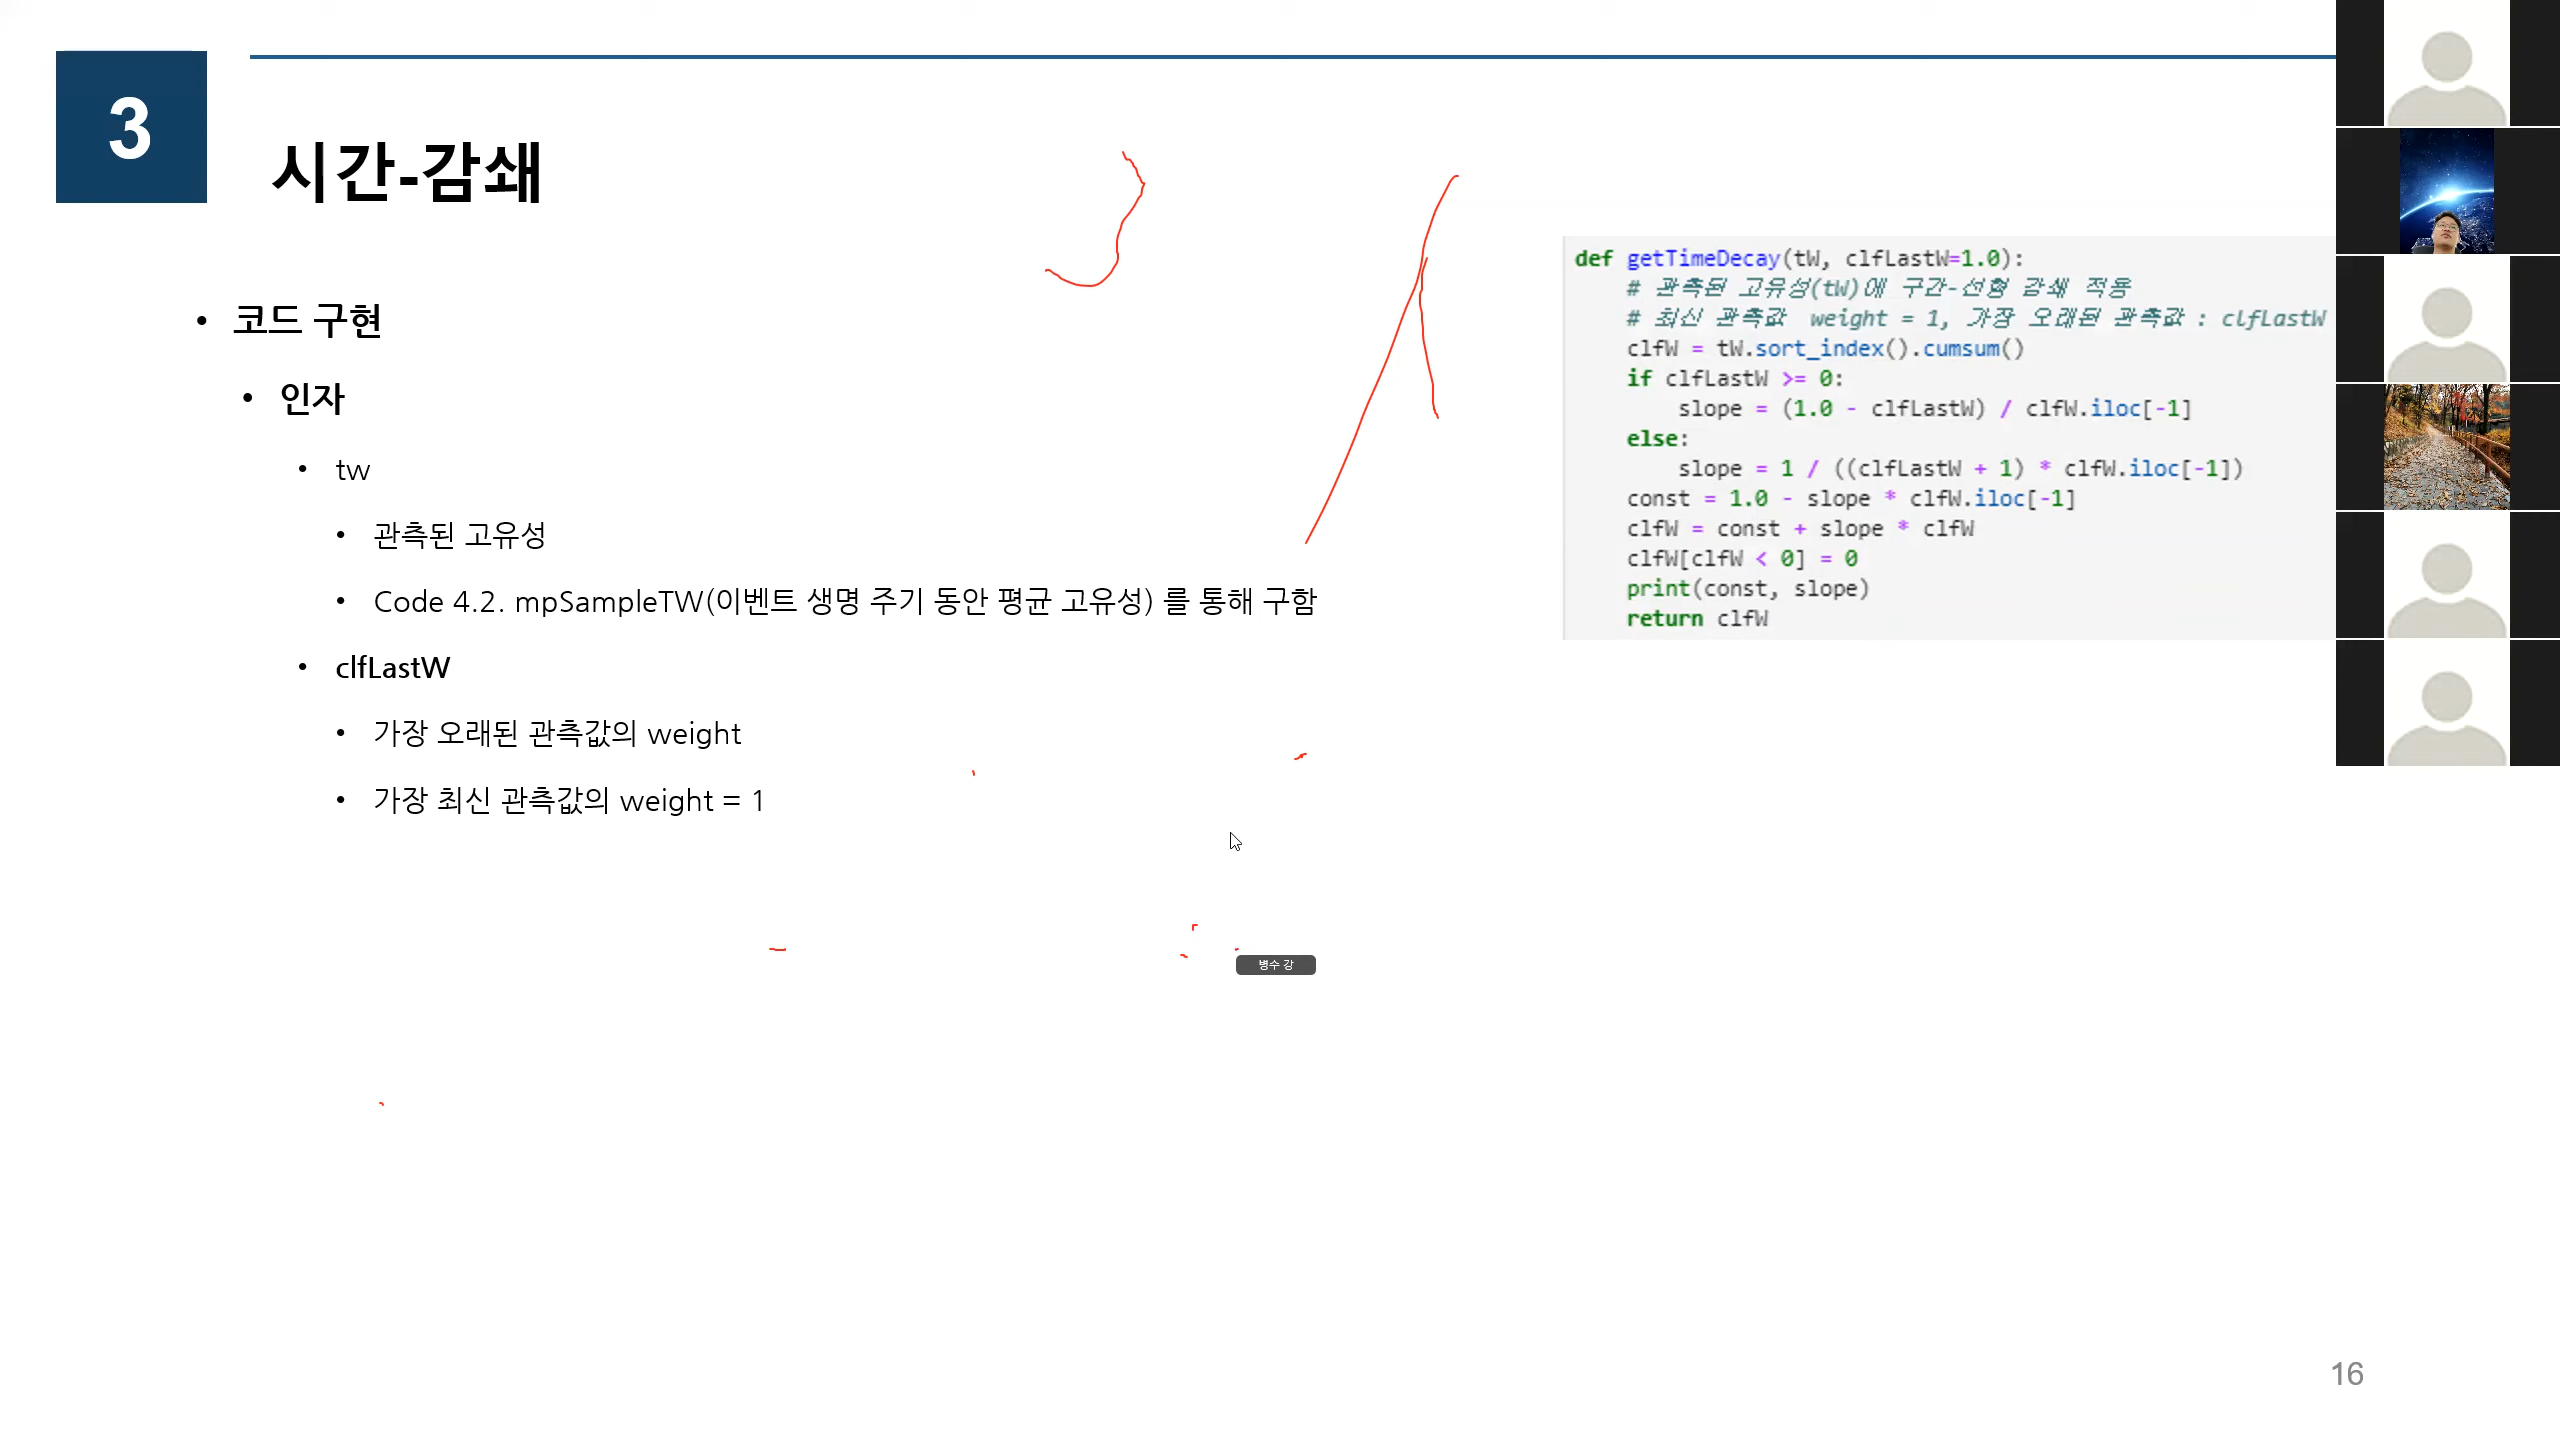 3
시간-감쇄
• 코드 구현
• 인자
• tw
• 관측된 고유성
• Code 4.2. mpSampleTW(이벤트 생명 주기 동안 평균 고유성) 를 통해 구함
• clfLastW
• 가장 오래된 관측값의 weight
• 가장 최신 관측값의 weight = 1
def getTimeDecay(tW, clfLastW=1.0):
# 관측된 고유성(tW)에 구간-선형 감쇄 적용
# 최신 관측값 weight = 1, 가장 오래된 관측값 : clfLastW
clfW = tW.sort_index().cumsum()
if clfLastW >= 0:
slope = (1.0 - clfLastW) / clfW.iloc[-1]
else:
slope = 1 / ((clfLastW + 1) * clfW.iloc[-1])
const = 1.0 - slope * clfW.iloc[-1]
clfW = const + slope * clfW
clfW[clfW < 0] = 0
print(const, slope)
return clfW
병수 강
16